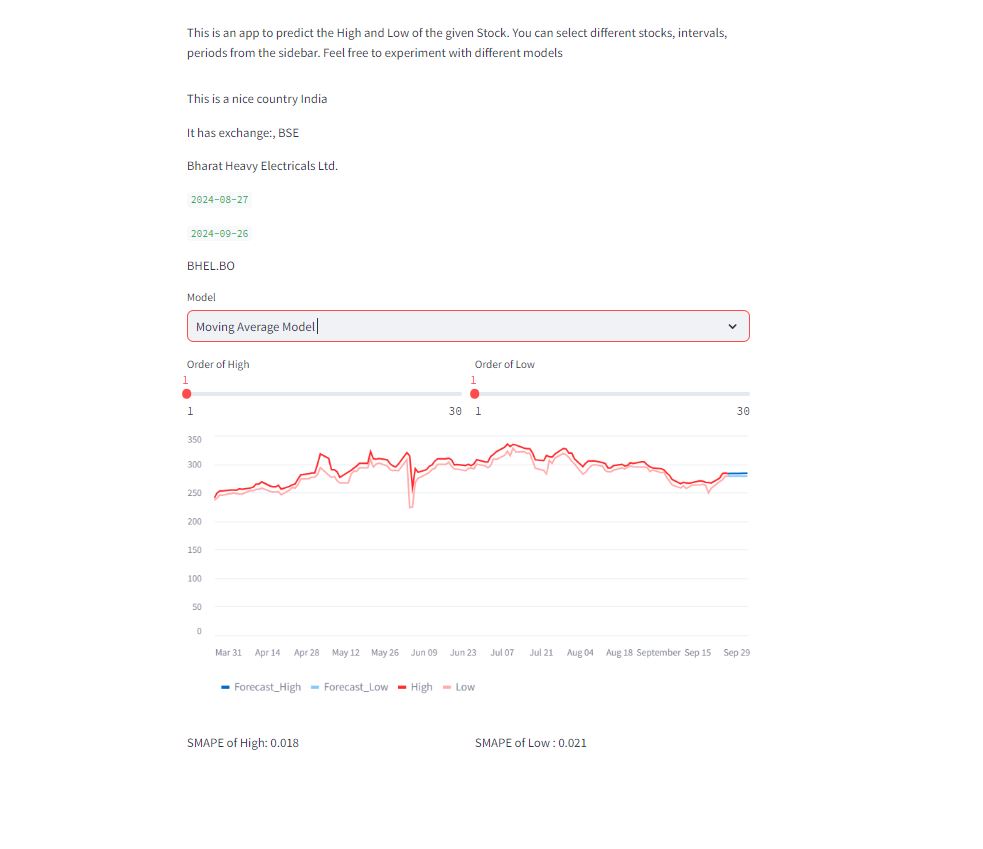 This is an app to predict the High and Low of the given Stock. You can select different stocks, intervals,
periods from the sidebar. Feel free to experiment with different models
This is a nice country India
It has exchange:, BSE
Bharat Heavy Electricals Ltd.
2024-08-27
2024-09-26
BHEL.BO
Model
Moving Average Model
Order of High Order of Low
1 1
1 30 1 30
350
300
250
200
150
100
50
0
Mar 31 Apr 14 Apr 28 May 12 May 26 Jun 09 Jun 23 Jul 07 Jul 21 Aug 04 Aug 18 September Sep 15 Sep 29
Forecast_High Forecast_Low High Low
SMAPE of High: 0.018 SMAPE of Low : 0.021